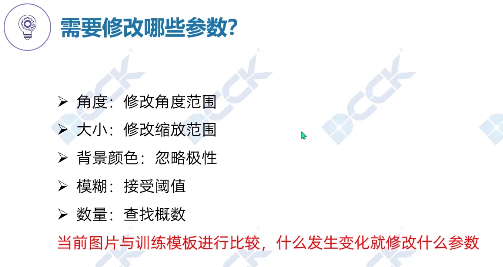 需要修改哪些参数？
➢ 角度：修改角度范围
➢ 大小：修改缩放范围
➢ 背景颜色：忽略极性
➢ 模糊：接受阈值
➢ 数量：查找概数
当前图片与训练模板进行比较，什么发生变化就修改什么参数
DCCK
DCCK
DCCK